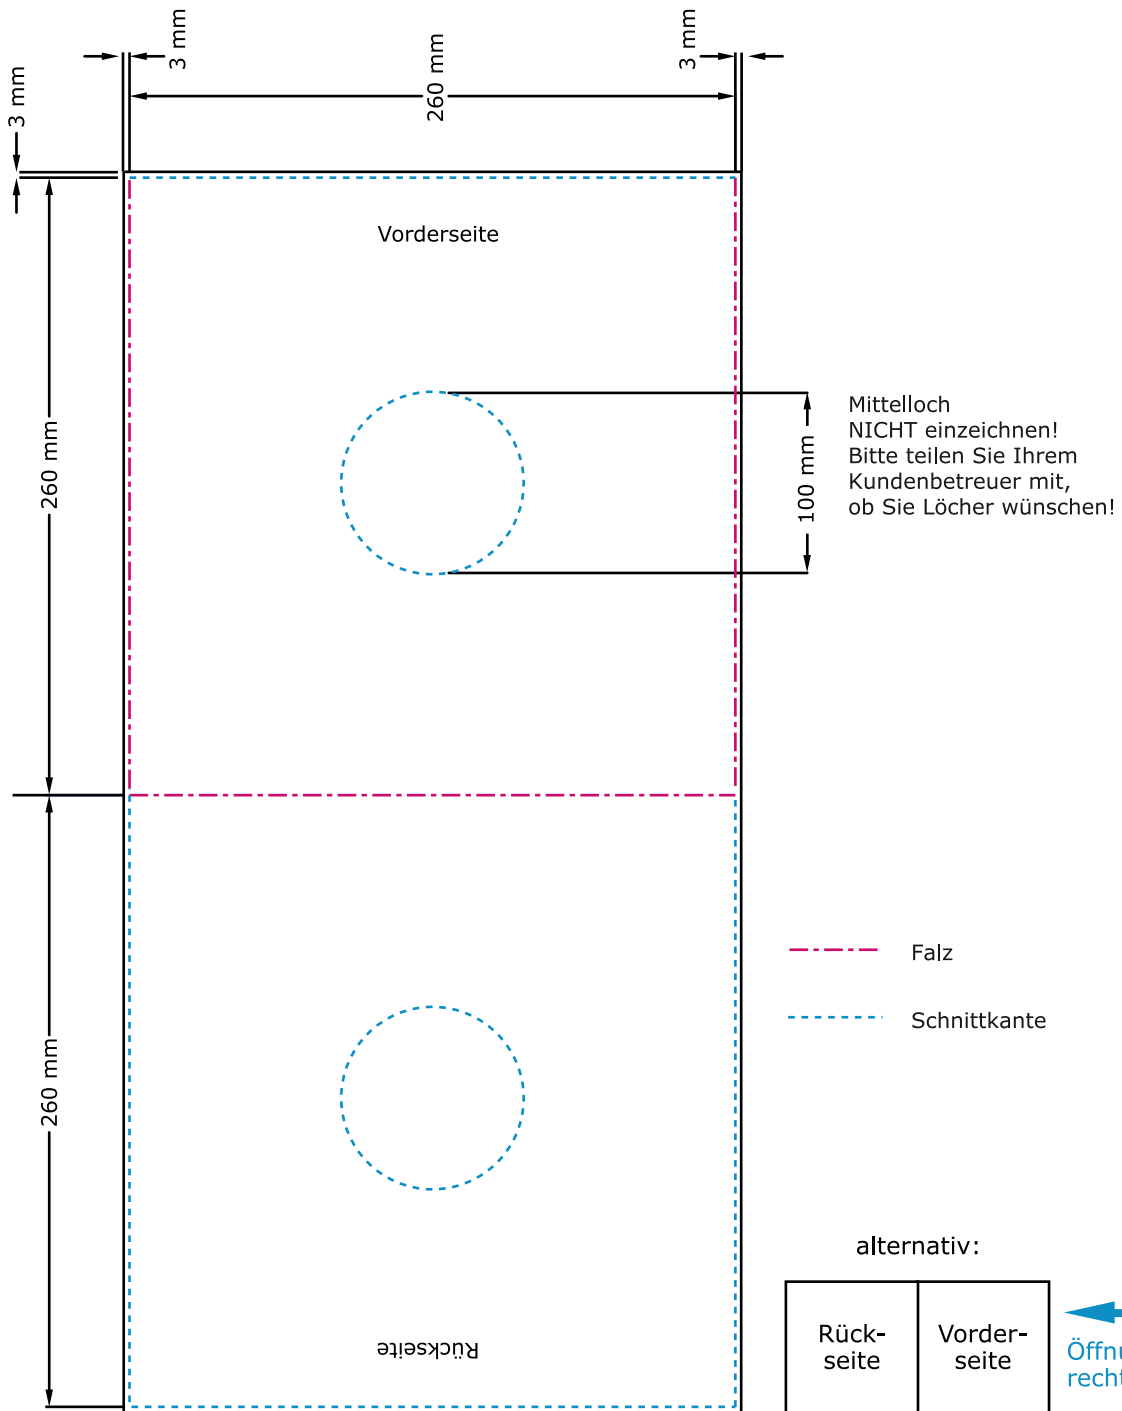 3 mm
3 mm
260 mm
3 mm
Vorderseite
260 mm
Mittelloch
NICHT einzeichnen!
Bitte teilen Sie Ihrem
Kundenbetreuer mit,
ob Sie Löcher wünschen!
100 mm
Falz
Schnittkante
260 mm
alternativ:
Rück-
seite
Vorder-
seite
Rückseite